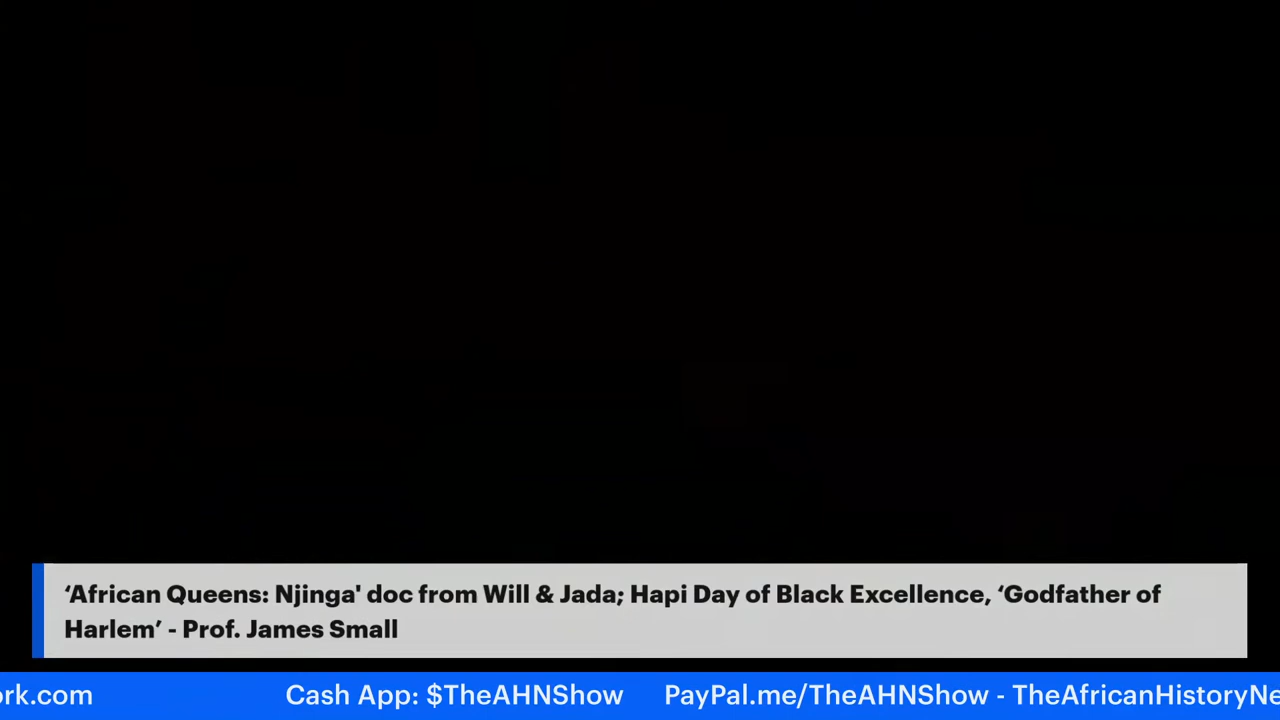 ‘African Queens: Njinga' doc from Will & Jada; Hapi Day of Black Excellence, ‘Godfather of
Harlem’ - Prof. James Small
rk.com Cash App: $TheAHNShow PayPal.me/TheAHNShow - TheAfricanHistoryNe